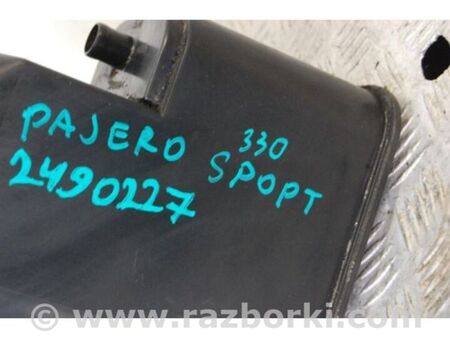 PAJERO 330
2490227 SPOPT
© www.razborki.com